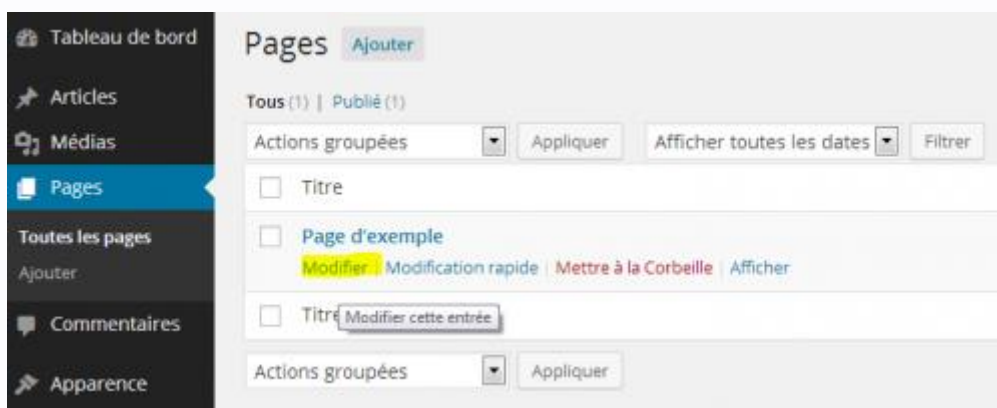 Tableau de bord
Articles
Médias
Pages
Toutes les pages
Ajouter
Commentaires
Apparence
Pages Ajouter
Tous (1) | Publié (1)
Actions groupées Appliquer Afficher toutes les dates Filtrer
Titre
Page d'exemple
Modifier | Modification rapide | Mettre à la Corbeille | Afficher
Titre Modifier cette entrée
Actions groupées Appliquer